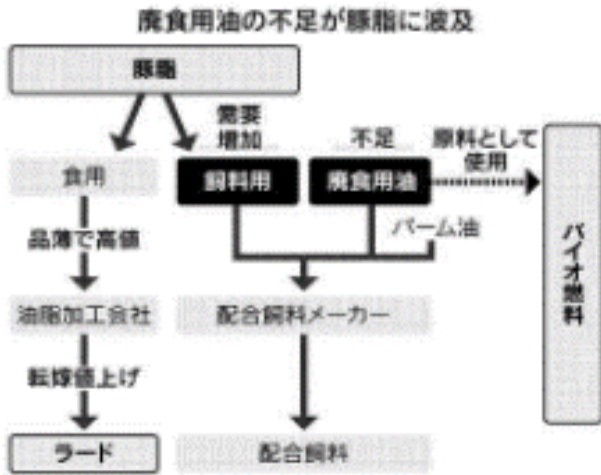 廃食用油の不足が豚脂に波及
豚脂
需要
増加
不足
原料として
使用
食用
飼料用
廃食用油
パーム油
バイオ燃料
品薄で高値
油脂加工会社
配合飼料メーカー
転嫁値上げ
ラード
配合飼料